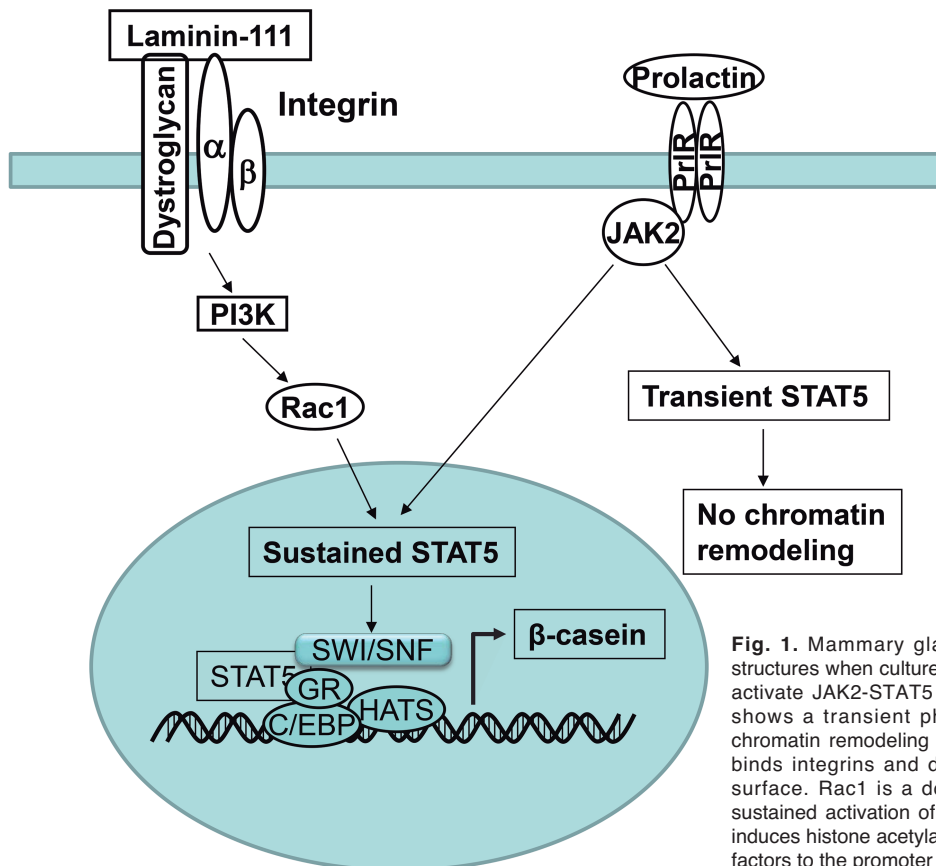 Laminin-111
Dystroglycan
α
β
Integrin
Prolactin
PrlR
PrlR
JAK2
PI3K
Rac1
Transient STAT5
No chromatin
remodeling
Sustained STAT5
SWI/SNF
STAT5
GR
C/EBP
HATS
β-casein
Fig. 1. Mammary gla
structures when culture
activate JAK2-STAT5
shows a transient ph
chromatin remodeling
binds integrins and d
surface. Rac1 is a de
sustained activation of
induces histone acetyla
factors to the promoter